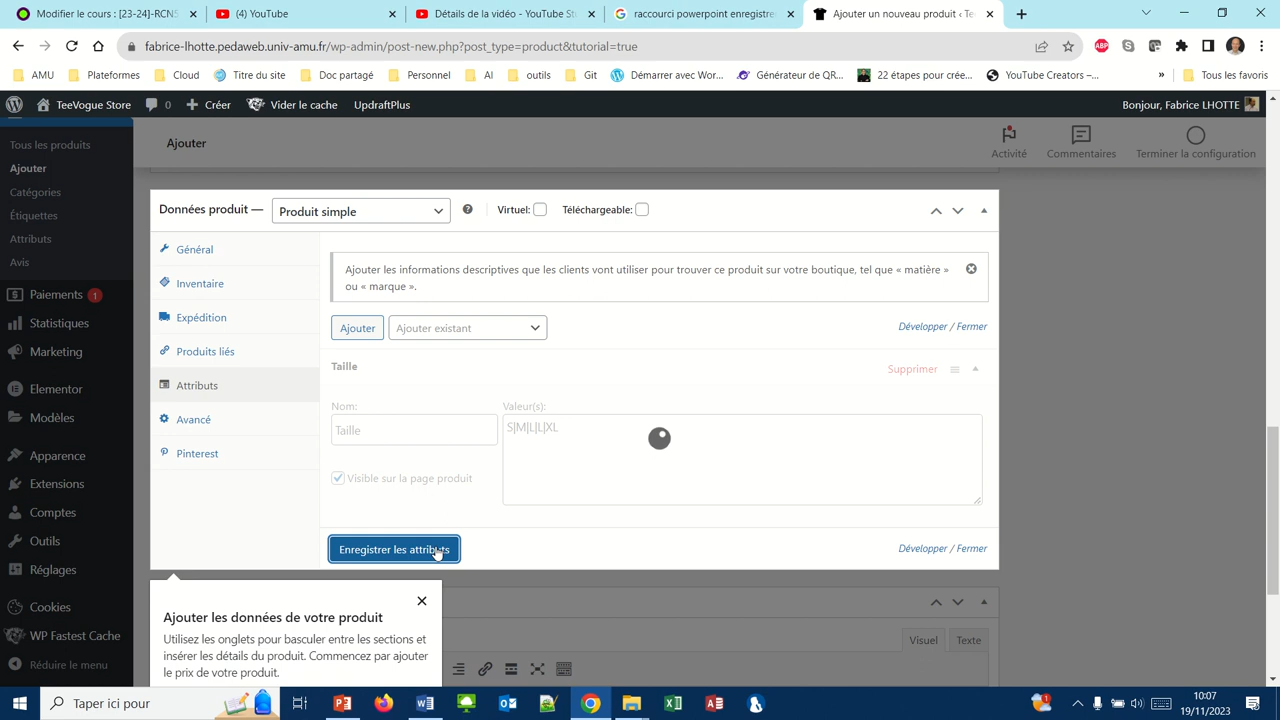 Modifier le cours : [23-24]-RCNS
(4) YouTube
Détails de la vidéo - YouTube St
raccourci powerpoint enregistre
Ajouter un nouveau produit ‹ Te
fabrice-lhotte.pedaweb.univ-amu.fr/wp-admin/post-new.php?post_type=product&tutorial=true
ABP
AMU
Plateformes
Cloud
Titre du site
Doc partagé
Personnel
AI
outils
Git
Démarrer avec Wor...
Générateur de QR...
22 étapes pour crée...
YouTube Creators –...
»
Tous les favoris
TeeVogue Store
0
+ Créer
Vider le cache
UpdraftPlus
Bonjour, Fabrice LHOTTE
Tous les produits
Ajouter
Catégories
Étiquettes
Attributs
Avis
Paiements 1
Statistiques
Marketing
Elementor
Modèles
Apparence
Extensions
Comptes
Outils
Réglages
Cookies
WP Fastest Cache
Réduire le menu
Ajouter
Activité
Commentaires
Terminer la configuration
Données produit —
Produit simple
Virtuel:
Téléchargeable:
Général
Inventaire
Expédition
Produits liés
Attributs
Avancé
Pinterest
Ajouter les informations descriptives que les clients vont utiliser pour trouver ce produit sur votre boutique, tel que « matière »
ou « marque ».
Ajouter
Ajouter existant
Développer / Fermer
Taille
Supprimer
Nom:
Valeur(s):
Taille
S|M|L|L|XL
Visible sur la page produit
Enregistrer les attributs
Développer / Fermer
Ajouter les données de votre produit
Utilisez les onglets pour basculer entre les sections et
insérer les détails du produit. Commencez par ajouter
le prix de votre produit.
Visuel
Texte
Taper ici pour
1
10:07
19/11/2023